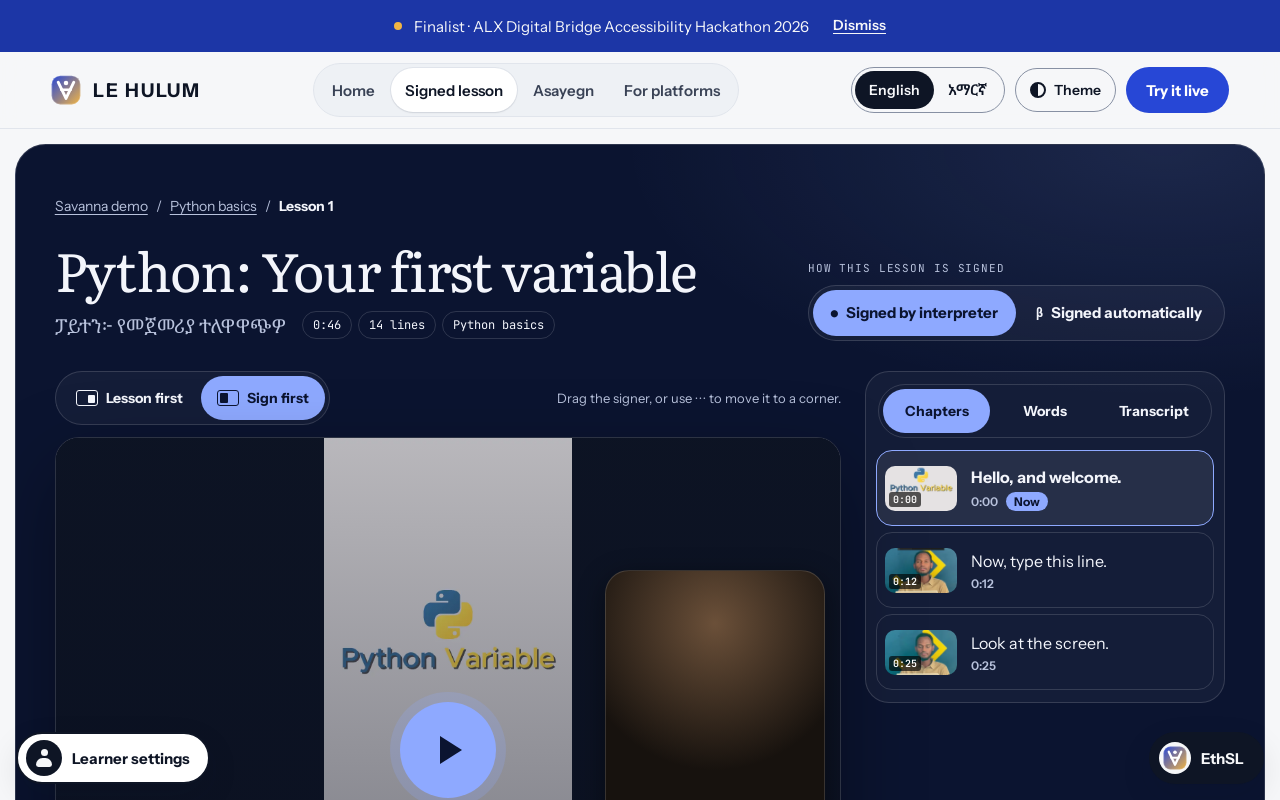 Finalist · ALX Digital Bridge Accessibility Hackathon 2026 Dismiss
LE HULUM Home Signed lesson Asayegn For platforms English አማርኛ Theme Try it live
Savanna demo / Python basics / Lesson 1
Python: Your first variable
ፓይተን፦ የመጀመሪያ ተለዋዋጭዎ 0:46 14 lines Python basics
HOW THIS LESSON IS SIGNED
Signed by interpreter β Signed automatically
Lesson first Sign first
Drag the signer, or use ··· to move it to a corner.
Python Variable
Chapters Words Transcript
Python Variable
0:00
Hello, and welcome.
0:00 Now
0:12
Now, type this line.
0:12
0:25
Look at the screen.
0:25
Learner settings
EthSL